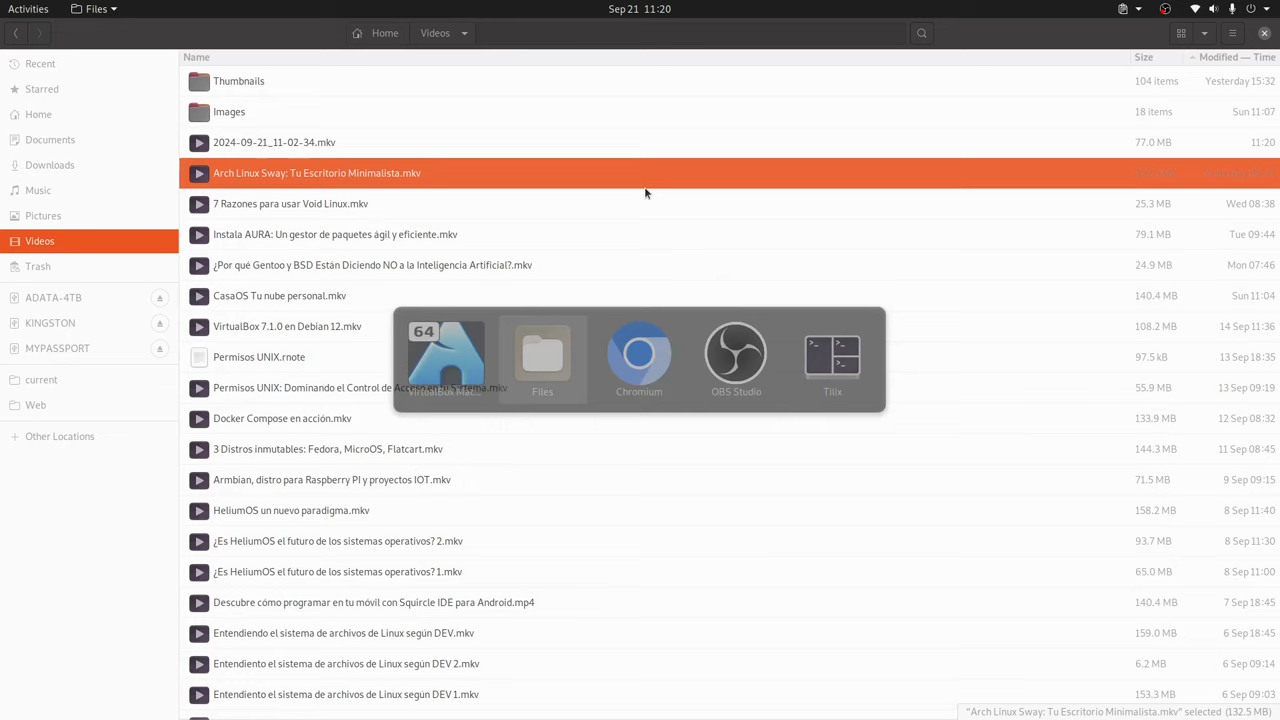 Activities Files Sep 21 11:20
Home Videos
Name Size Modified — Time
Recent
Starred
Home
Documents
Downloads
Music
Pictures
Videos
Trash
ADATA-4TB
KINGSTON
MYPASSPORT
current
Web
Other Locations
Thumbnails 104 items Yesterday 15:32
Images 18 items Sun 11:07
2024-09-21_11-02-34.mkv 77.0 MB 11:20
Arch Linux Sway: Tu Escritorio Minimalista.mkv
7 Razones para usar Void Linux.mkv 25.3 MB Wed 08:38
Instala AURA: Un gestor de paquetes ágil y eficiente.mkv 79.1 MB Tue 09:44
¿Por qué Gentoo y BSD Están Diciendo NO a la Inteligencia Artificial?.mkv 24.9 MB Mon 07:46
CasaOS Tu nube personal.mkv 140.4 MB Sun 11:04
VirtualBox 7.1.0 en Debian 12.mkv 108.2 MB 14 Sep 11:36
Permisos UNIX.rnote 97.5 kB 13 Sep 18:35
Permisos UNIX: Dominando el Control de Acceso en tu Sistema.mkv 55.9 MB 13 Sep 09:19
Docker Compose en acción.mkv 133.9 MB 12 Sep 08:32
3 Distros inmutables: Fedora, MicroOS, Flatcart.mkv 144.3 MB 11 Sep 08:45
Armbian, distro para Raspberry PI y proyectos IOT.mkv 71.5 MB 9 Sep 09:15
HeliumOS un nuevo paradigma.mkv 158.2 MB 8 Sep 11:40
¿Es HeliumOS el futuro de los sistemas operativos? 2.mkv 93.7 MB 8 Sep 11:30
¿Es HeliumOS el futuro de los sistemas operativos? 1.mkv 65.0 MB 8 Sep 11:00
Descubre cómo programar en tu móvil con Squircle IDE para Android.mp4 140.4 MB 7 Sep 18:45
Entendiendo el sistema de archivos de Linux según DEV.mkv 159.0 MB 6 Sep 18:45
Entendiento el sistema de archivos de Linux según DEV 2.mkv 6.2 MB 6 Sep 09:14
Entendiento el sistema de archivos de Linux según DEV 1.mkv 153.3 MB 6 Sep 09:03
64
VirtualBox Mac... Files Chromium OBS Studio Tilix
"Arch Linux Sway: Tu Escritorio Minimalista.mkv" selected (132.5 MB)